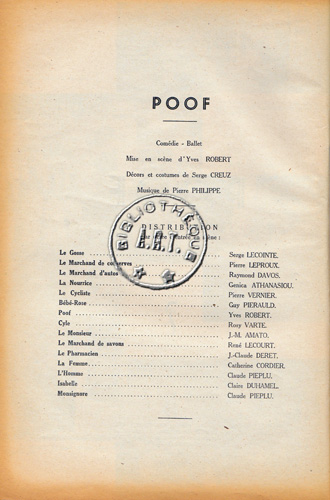 POOF
Comédie - Ballet
Mise en scène d'Yves ROBERT
Décors et costumes de Serge CREUZ
Musique de Pierre PHILIPPE
DISTRIBUTION
BIBLIOTHÈQUE
A.R.T.
Le Gosse Serge LECOINTE.
Le Marchand de conserves Pierre LEPROUX.
Le Marchand d'autos Raymond DAVOS.
La Nourrice Genica ATHANASIOU.
Le Cycliste Pierre VERNIER.
Bébé-Rose Guy PIERAULD.
Poof Yves ROBERT.
Cyle Rosy VARTE.
Le Monsieur J.-M. AMATO.
Le Marchand de savons René LECOURT.
Le Pharmacien J.-Claude DERET.
La Femme Catherine CORDIER.
L'Homme Claude PIEPLU.
Isabelle Claire DUHAMEL.
Monsignore Claude PIEPLU.